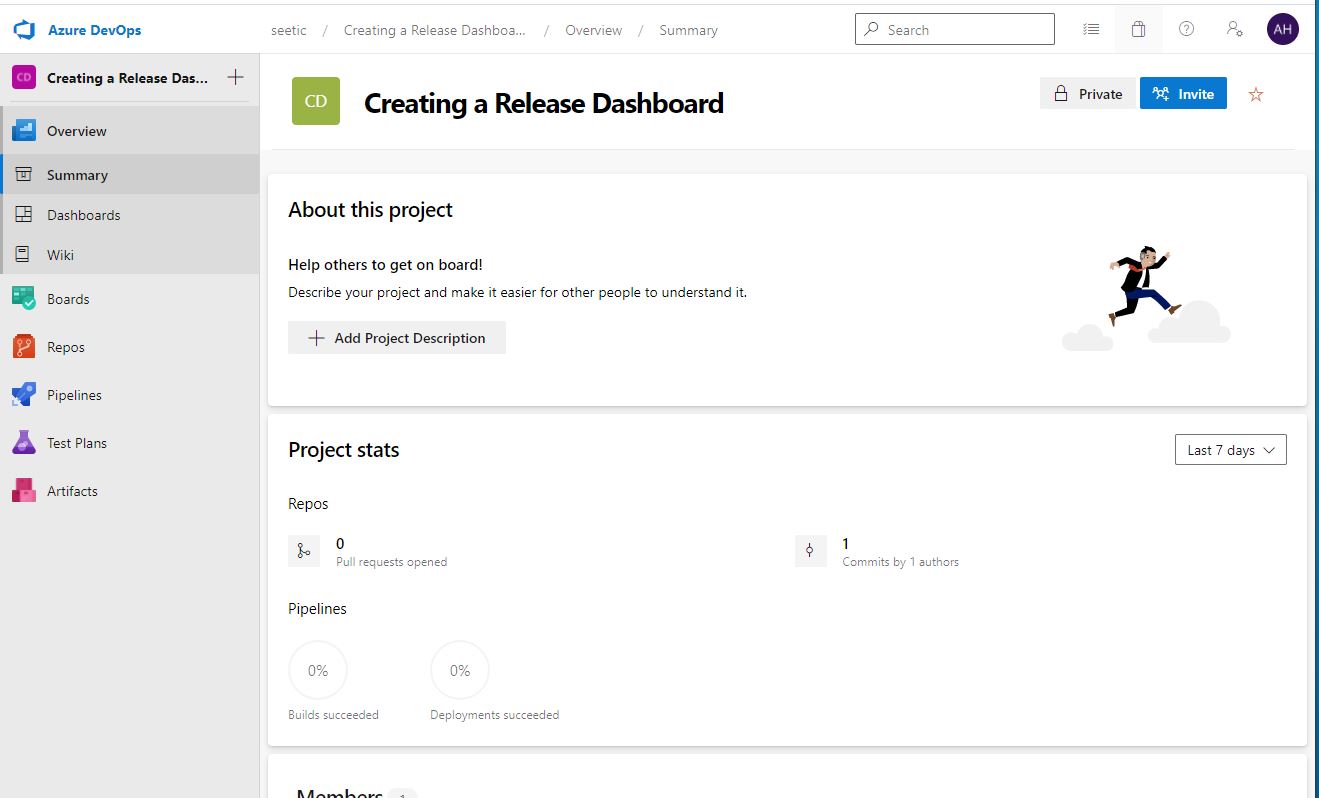 Azure DevOps
seetic / Creating a Release Dashboa... / Overview / Summary
Search
AH
CD Creating a Release Das...
Overview
Summary
Dashboards
Wiki
Boards
Repos
Pipelines
Test Plans
Artifacts
CD
Creating a Release Dashboard
Private
Invite
About this project
Help others to get on board!
Describe your project and make it easier for other people to understand it.
Add Project Description
Project stats
Last 7 days
Repos
0
Pull requests opened
1
Commits by 1 authors
Pipelines
0%
Builds succeeded
0%
Deployments succeeded
Members 1